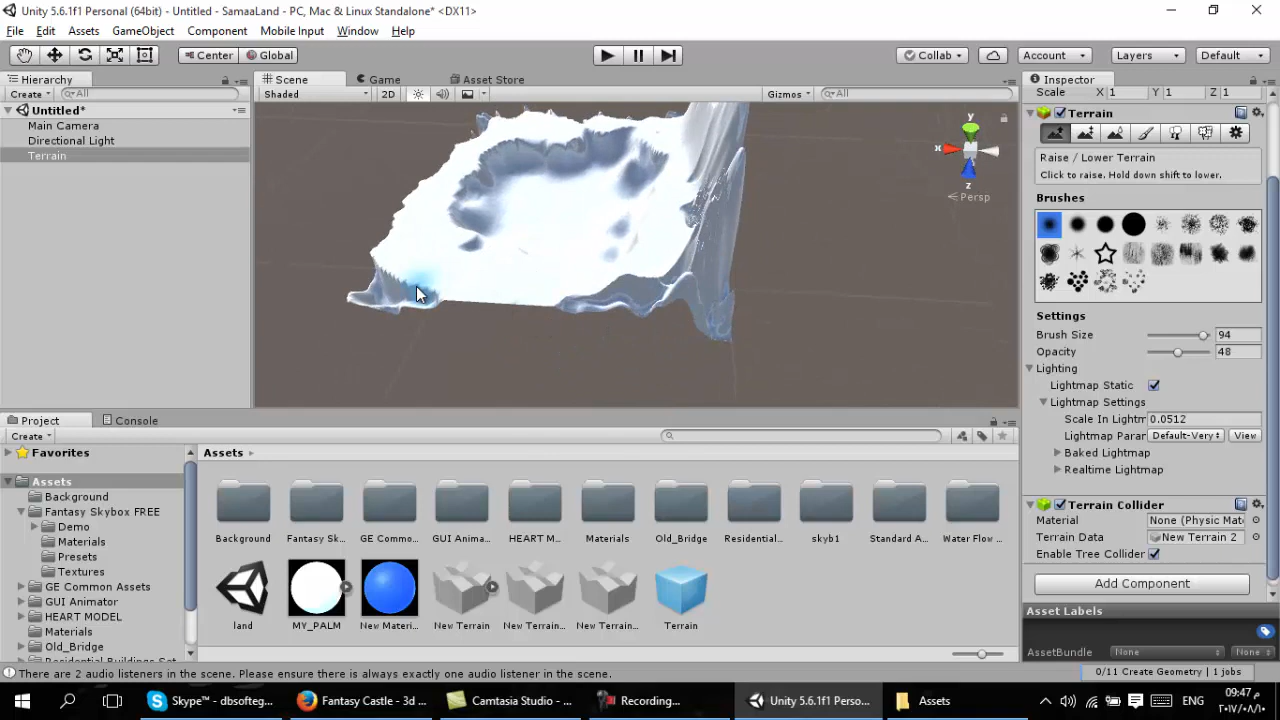 Unity 5.6.1f1 Personal (64bit) - Untitled - SamaaLand - PC, Mac & Linux Standalone* <DX11>
File Edit Assets GameObject Component Mobile Input Window Help
Center Global Collab Account Layers Default
Hierarchy Scene Game Asset Store Inspector
Create All Shaded 2D Gizmos All Scale X 1 Y 1 Z 1
Untitled*
Main Camera
Directional Light
Terrain
y
x
z
Persp
Terrain
Raise / Lower Terrain
Click to raise. Hold down shift to lower.
Brushes
Settings
Brush Size 94
Opacity 48
Lighting
Lightmap Static
Lightmap Settings
Scale In Lightm 0.0512
Lightmap Parar Default-Very View
Baked Lightmap
Realtime Lightmap
Terrain Collider
Material None (Physic Mate
Terrain Data New Terrain 2
Enable Tree Collider
Add Component
Asset Labels
AssetBundle None None
Project Console
Create
Favorites
Assets
Background
Fantasy Skybox FREE
Demo
Materials
Presets
Textures
GE Common Assets
GUI Animator
HEART MODEL
Materials
Old_Bridge
Residential Buildings Set
Assets
Background Fantasy Sk... GE Commo... GUI Anima... HEART M... Materials Old_Bridge Residential... skyb1 Standard A... Water Flow ..
land MY_PALM New Materi... New Terrain New Terrain... New Terrain... Terrain
There are 2 audio listeners in the scene. Please ensure there is always exactly one audio listener in the scene.
0/11 Create Geometry | 1 jobs
Skype™ - dbsofteg... Fantasy Castle - 3d ... Camtasia Studio - ... Recording... Unity 5.6.1f1 Perso... Assets ENG
09:47 م
٢٠١٧/٠٨/١٠